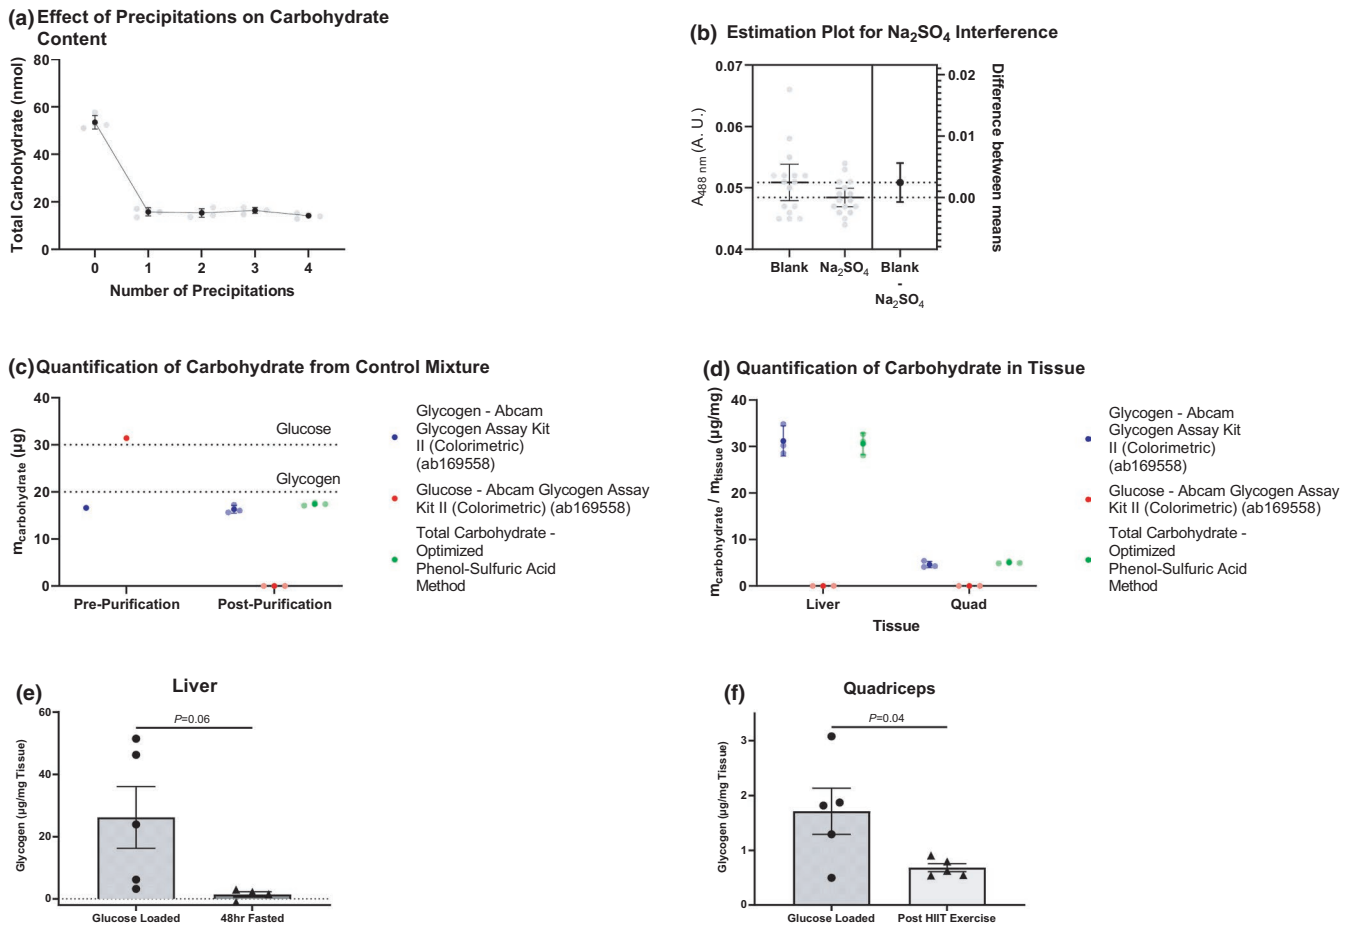 (a) Effect of Precipitations on Carbohydrate
Content
Total Carbohydrate (nmol)
80
60
40
20
0
0 1 2 3 4
Number of Precipitations
(b) Estimation Plot for Na₂SO₄ Interference
A₄₈₈ ₙₘ (A. U.)
0.07
0.06
0.05
0.04
0.02
0.01
0.00
Difference between means
Blank Na₂SO₄ Blank
-
Na₂SO₄
(c) Quantification of Carbohydrate from Control Mixture
m carbohydrate (µg)
40
30
20
10
0
Glucose
Glycogen
Pre-Purification Post-Purification
Glycogen - Abcam
Glycogen Assay Kit
II (Colorimetric)
(ab169558)
Glucose - Abcam Glycogen Assay
Kit II (Colorimetric) (ab169558)
Total Carbohydrate -
Optimized
Phenol-Sulfuric Acid
Method
(d) Quantification of Carbohydrate in Tissue
m carbohydrate / m tissue (µg/mg)
40
30
20
10
0
Liver Quad
Tissue
Glycogen - Abcam
Glycogen Assay Kit
II (Colorimetric)
(ab169558)
Glucose - Abcam Glycogen Assay
Kit II (Colorimetric) (ab169558)
Total Carbohydrate -
Optimized
Phenol-Sulfuric Acid
Method
(e) Liver
Glycogen (µg/mg Tissue)
60
40
20
0
P=0.06
Glucose Loaded 48hr Fasted
(f) Quadriceps
Glycogen (µg/mg Tissue)
3
2
1
0
P=0.04
Glucose Loaded Post HIIT Exercise